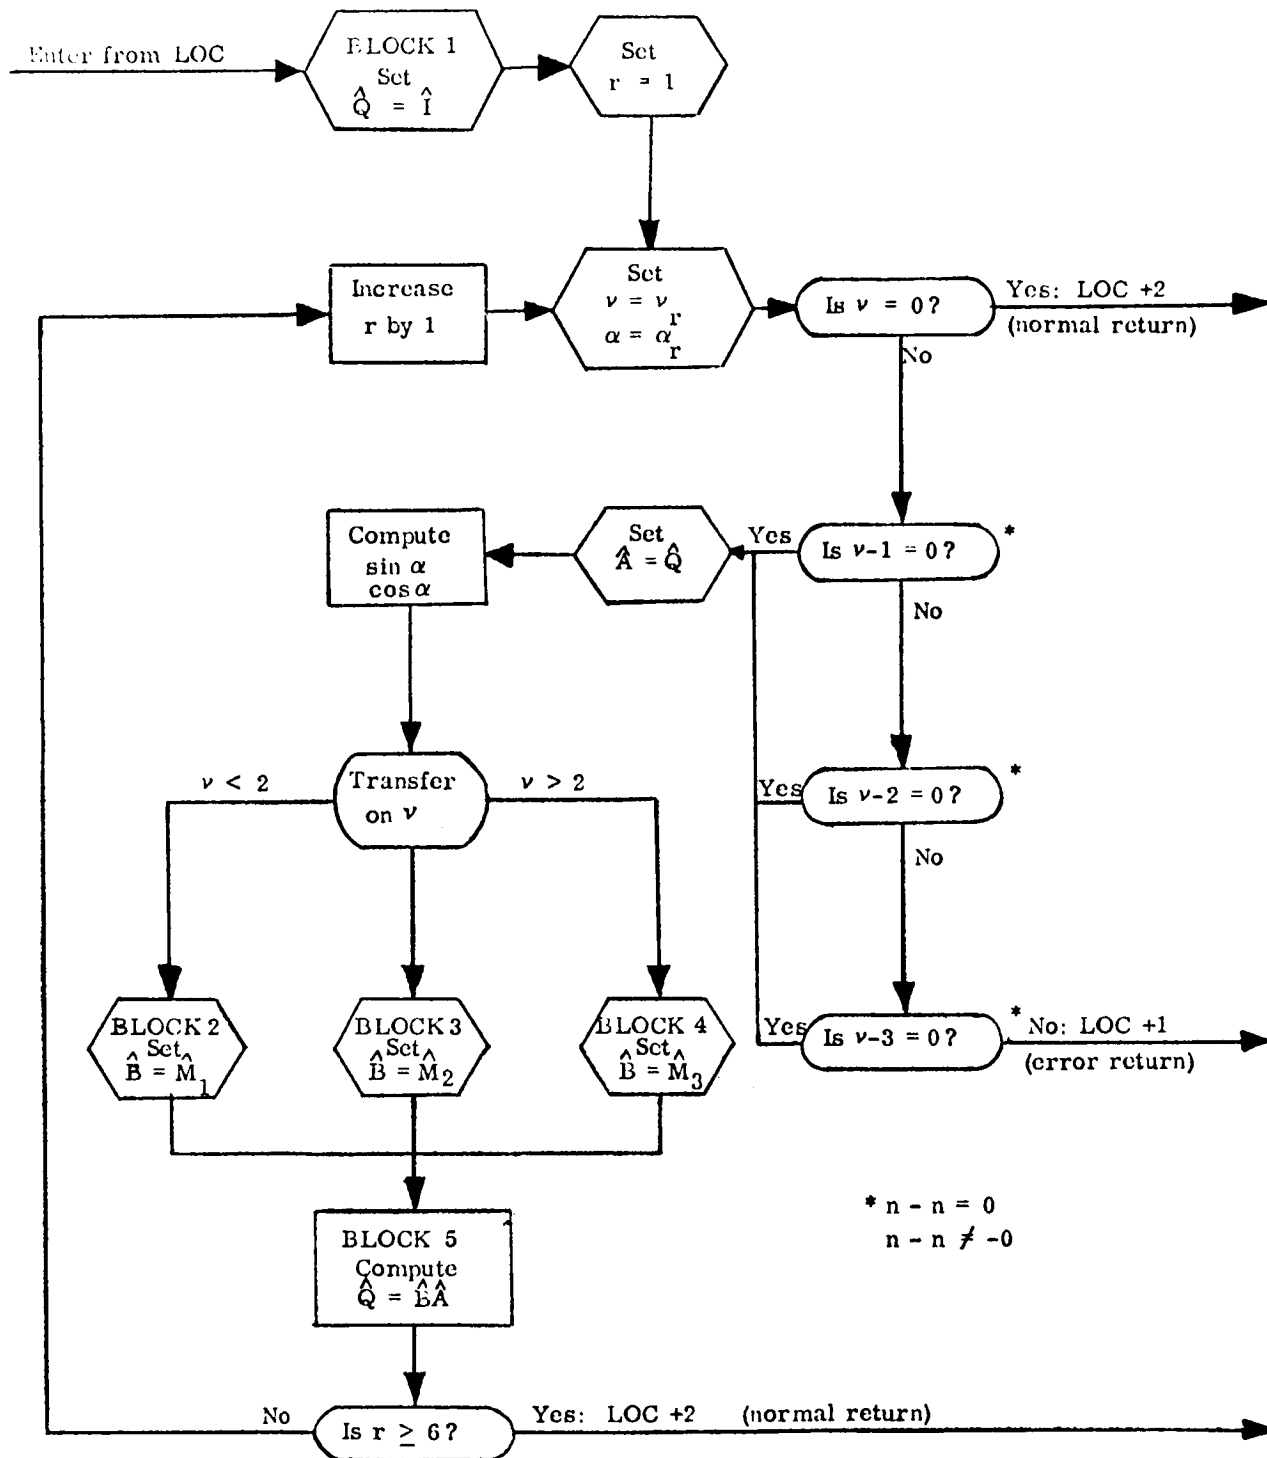 Enter from LOC
BLOCK 1
Set
Q̂ = Î
Set
r = 1
Increase
r by 1
Set
ν = ν_r
α = α_r
Is ν = 0?
Yes: LOC +2
(normal return)
No
Compute
sin α
cos α
Set
Â = Q̂
Yes
Is ν-1 = 0? *
No
ν < 2
Transfer
on ν
ν > 2
Yes
Is ν-2 = 0? *
No
BLOCK 2
Set
B̂ = M̂_1
BLOCK 3
Set
B̂ = M̂_2
BLOCK 4
Set
B̂ = M̂_3
Yes
Is ν-3 = 0? *
No: LOC +1
(error return)
* n - n = 0
n - n ≠ -0
BLOCK 5
Compute
Q̂ = B̂Â
No
Is r ≥ 6?
Yes: LOC +2 (normal return)